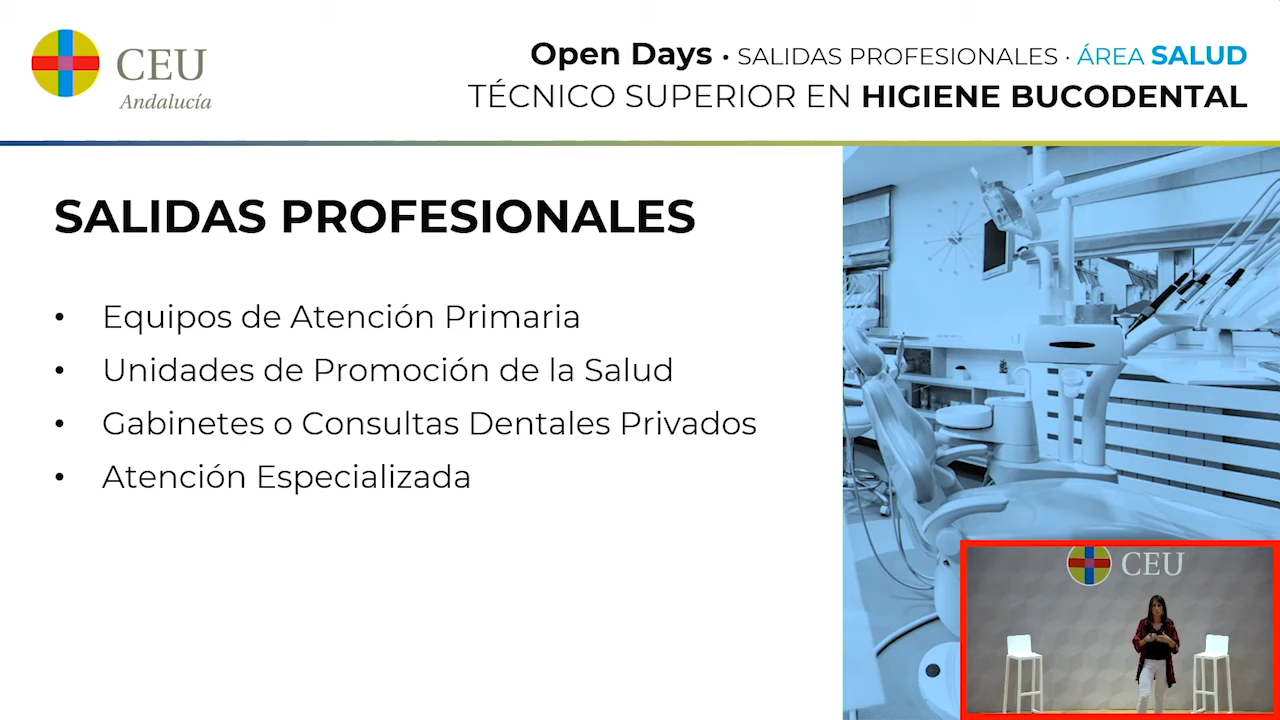 CEU
Andalucía
Open Days · SALIDAS PROFESIONALES · ÁREA SALUD
TÉCNICO SUPERIOR EN HIGIENE BUCODENTAL
SALIDAS PROFESIONALES
• Equipos de Atención Primaria
• Unidades de Promoción de la Salud
• Gabinetes o Consultas Dentales Privados
• Atención Especializada
CEU